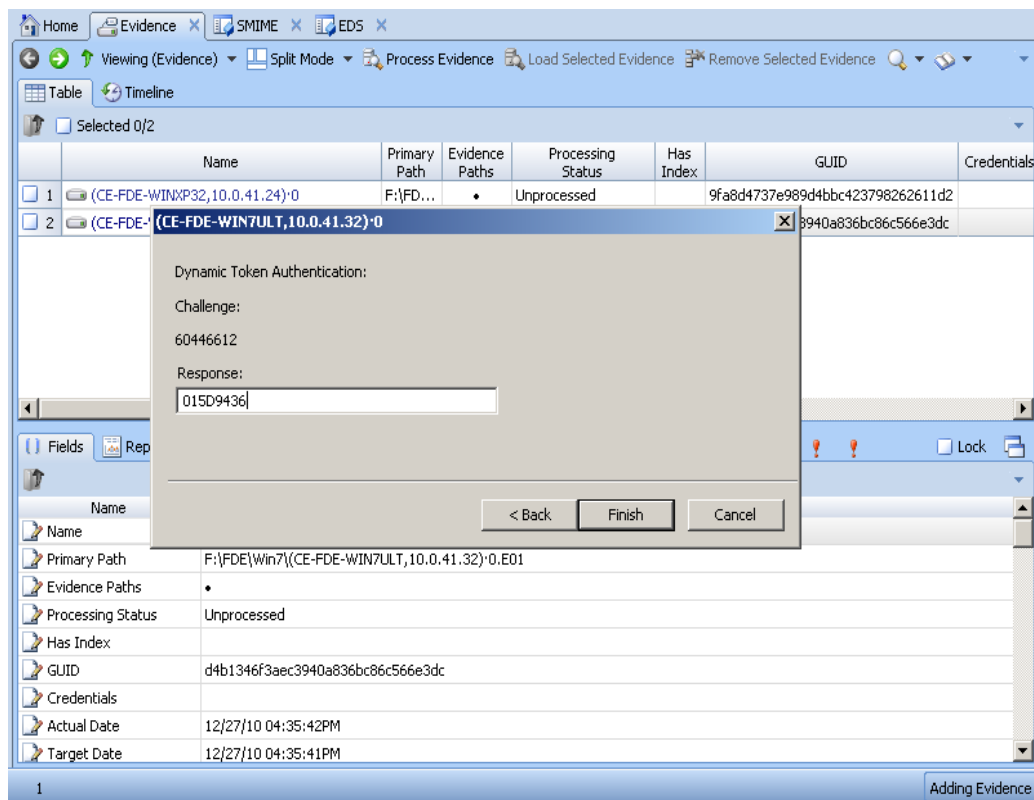 Home Evidence SMIME EDS
Viewing (Evidence) Split Mode Process Evidence Load Selected Evidence Remove Selected Evidence
Table Timeline
Selected 0/2
Name Primary Path Evidence Paths Processing Status Has Index GUID Credentials
1 (CE-FDE-WINXP32,10.0.41.24)·0 F:\FD... • Unprocessed 9fa8d4737e989d4bbc423798262611d2
2 (CE-FDE- 3940a836bc86c566e3dc
(CE-FDE-WIN7ULT,10.0.41.32)·0
Dynamic Token Authentication:
Challenge:
60446612
Response:
015D9436
< Back Finish Cancel
Fields Rep Lock
Name
Name
Primary Path F:\FDE\Win7\(CE-FDE-WIN7ULT,10.0.41.32)·0.E01
Evidence Paths •
Processing Status Unprocessed
Has Index
GUID d4b1346f3aec3940a836bc86c566e3dc
Credentials
Actual Date 12/27/10 04:35:42PM
Target Date 12/27/10 04:35:41PM
1 Adding Evidence